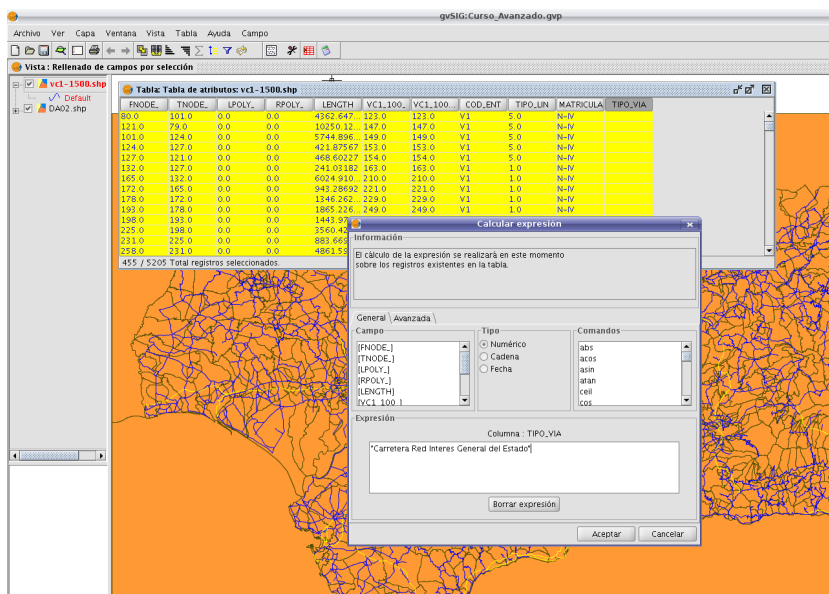 gvSIG:Curso_Avanzado.gvp
Archivo Ver Capa Ventana Vista Tabla Ayuda Campo
Vista : Rellenado de campos por selección
vc1-1500.shp
Default
DA02.shp
Tabla: Tabla de atributos: vc1-1500.shp
FNODE_ TNODE_ LPOLY_ RPOLY_ LENGTH VC1_100_ VC1_100... COD_ENT TIPO_LIN MATRICULA TIPO_VIA
80.0 101.0 0.0 0.0 4362.647... 123.0 123.0 V1 5.0 N-IV
121.0 79.0 0.0 0.0 10250.12... 147.0 147.0 V1 5.0 N-IV
101.0 124.0 0.0 0.0 5744.896... 149.0 149.0 V1 5.0 N-IV
124.0 127.0 0.0 0.0 421.87567 153.0 153.0 V1 5.0 N-IV
127.0 121.0 0.0 0.0 468.60227 154.0 154.0 V1 5.0 N-IV
132.0 127.0 0.0 0.0 241.03182 163.0 163.0 V1 1.0 N-IV
165.0 132.0 0.0 0.0 6024.910... 210.0 210.0 V1 1.0 N-IV
172.0 165.0 0.0 0.0 943.28692 221.0 221.0 V1 1.0 N-IV
178.0 172.0 0.0 0.0 1346.262... 229.0 229.0 V1 1.0 N-IV
193.0 178.0 0.0 0.0 1865.226... 249.0 249.0 V1 1.0 N-IV
198.0 193.0 0.0 0.0 1443.97
225.0 198.0 0.0 0.0 3560.42
231.0 225.0 0.0 0.0 883.669
258.0 231.0 0.0 0.0 4861.59
455 / 5205 Total registros seleccionados.
Calcular expresión
Información
El cálculo de la expresión se realizará en este momento
sobre los registros existentes en la tabla.
General Avanzada
Campo
[FNODE_]
[TNODE_]
[LPOLY_]
[RPOLY_]
[LENGTH]
[VC1_100_]
Tipo
Numérico
Cadena
Fecha
Comandos
abs
acos
asin
atan
ceil
cos
Expresión
Columna : TIPO_VIA
"Carretera Red Interes General del Estado"
Borrar expresión
Aceptar Cancelar